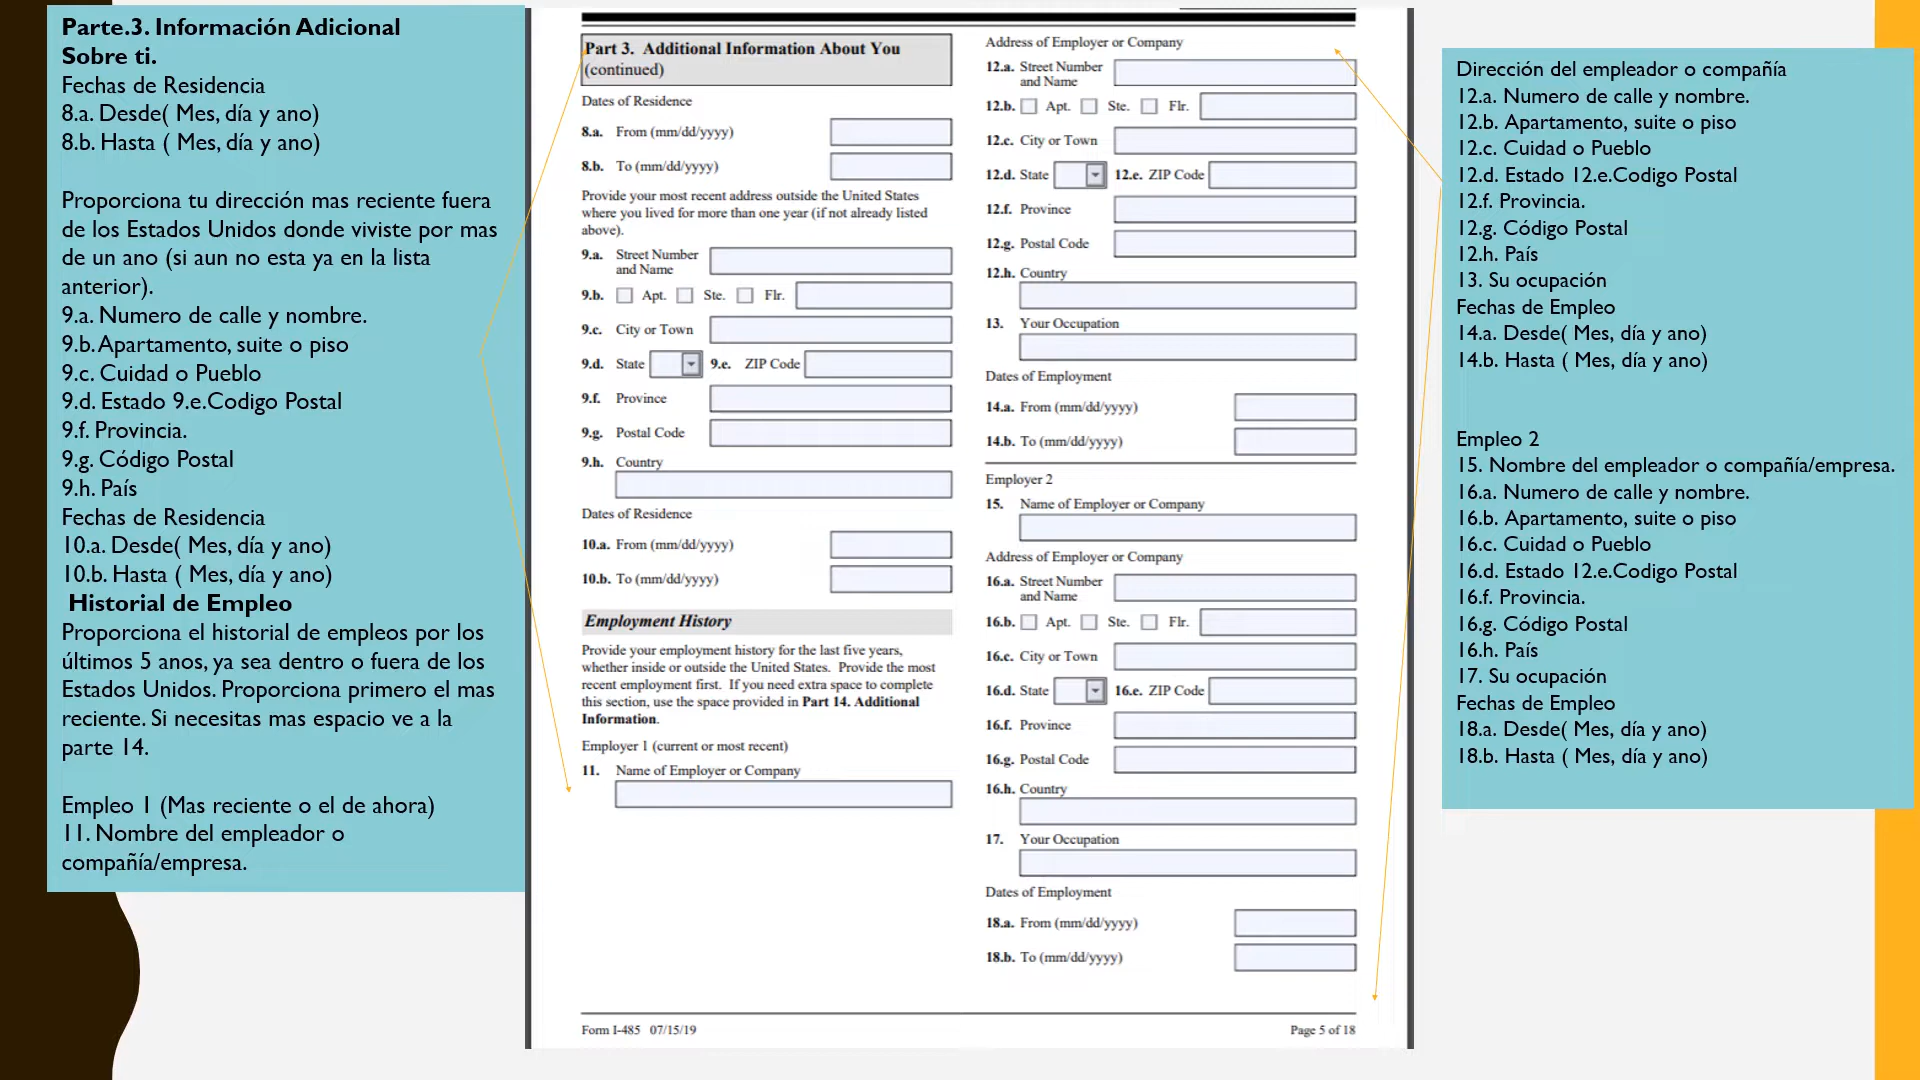 Parte.3. Información Adicional
Sobre ti.
Fechas de Residencia
8.a. Desde( Mes, día y ano)
8.b. Hasta ( Mes, día y ano)
Proporciona tu dirección mas reciente fuera
de los Estados Unidos donde viviste por mas
de un ano (si aun no esta ya en la lista
anterior).
9.a. Numero de calle y nombre.
9.b. Apartamento, suite o piso
9.c. Cuidad o Pueblo
9.d. Estado 9.e.Codigo Postal
9.f. Provincia.
9.g. Código Postal
9.h. País
Fechas de Residencia
10.a. Desde( Mes, día y ano)
10.b. Hasta ( Mes, día y ano)
Historial de Empleo
Proporciona el historial de empleos por los
últimos 5 anos, ya sea dentro o fuera de los
Estados Unidos. Proporciona primero el mas
reciente. Si necesitas mas espacio ve a la
parte 14.
Empleo 1 (Mas reciente o el de ahora)
11. Nombre del empleador o
compañía/empresa.
Part 3. Additional Information About You
(continued)
Dates of Residence
8.a. From (mm/dd/yyyy)
8.b. To (mm/dd/yyyy)
Provide your most recent address outside the United States
where you lived for more than one year (if not already listed
above).
9.a. Street Number
and Name
9.b. Apt. Ste. Flr.
9.c. City or Town
9.d. State 9.e. ZIP Code
9.f. Province
9.g. Postal Code
9.h. Country
Dates of Residence
10.a. From (mm/dd/yyyy)
10.b. To (mm/dd/yyyy)
Employment History
Provide your employment history for the last five years,
whether inside or outside the United States. Provide the most
recent employment first. If you need extra space to complete
this section, use the space provided in Part 14. Additional
Information.
Employer 1 (current or most recent)
11. Name of Employer or Company
Address of Employer or Company
12.a. Street Number
and Name
12.b. Apt. Ste. Flr.
12.c. City or Town
12.d. State 12.e. ZIP Code
12.f. Province
12.g. Postal Code
12.h. Country
13. Your Occupation
Dates of Employment
14.a. From (mm/dd/yyyy)
14.b. To (mm/dd/yyyy)
Employer 2
15. Name of Employer or Company
Address of Employer or Company
16.a. Street Number
and Name
16.b. Apt. Ste. Flr.
16.c. City or Town
16.d. State 16.e. ZIP Code
16.f. Province
16.g. Postal Code
16.h. Country
17. Your Occupation
Dates of Employment
18.a. From (mm/dd/yyyy)
18.b. To (mm/dd/yyyy)
Form I-485 07/15/19
Page 5 of 18
Dirección del empleador o compañía
12.a. Numero de calle y nombre.
12.b. Apartamento, suite o piso
12.c. Cuidad o Pueblo
12.d. Estado 12.e.Codigo Postal
12.f. Provincia.
12.g. Código Postal
12.h. País
13. Su ocupación
Fechas de Empleo
14.a. Desde( Mes, día y ano)
14.b. Hasta ( Mes, día y ano)
Empleo 2
15. Nombre del empleador o compañía/empresa.
16.a. Numero de calle y nombre.
16.b. Apartamento, suite o piso
16.c. Cuidad o Pueblo
16.d. Estado 12.e.Codigo Postal
16.f. Provincia.
16.g. Código Postal
16.h. País
17. Su ocupación
Fechas de Empleo
18.a. Desde( Mes, día y ano)
18.b. Hasta ( Mes, día y ano)